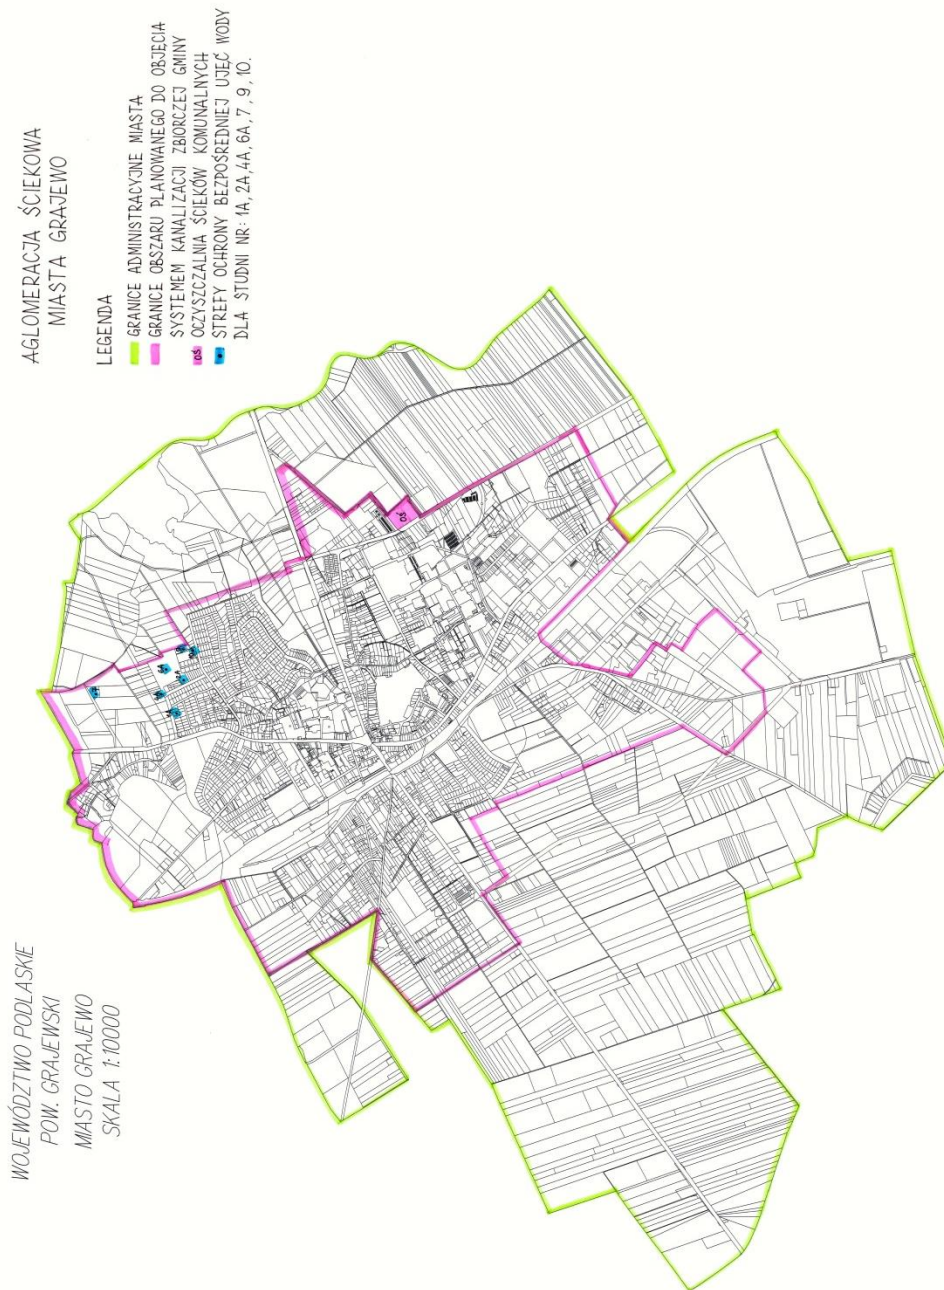 WOJEWÓDZTWO PODLASKIE
POW. GRAJEWSKI
MIASTO GRAJEWO
SKALA 1:10000
AGLOMERACJA ŚCIEKOWA
MIASTA GRAJEWO
LEGENDA
GRANICE ADMINISTRACYJNE MIASTA
GRANICE OBSZARU PLANOWANEGO DO OBJĘCIA
SYSTEMEM KANALIZACJI ZBIORCZEJ GMINY
OŚ OCZYSZCZALNIA ŚCIEKÓW KOMUNALNYCH
STREFY OCHRONY BEZPOŚREDNIEJ UJĘĆ WODY
DLA STUDNI NR: 1A, 2A, 4A, 6A, 7, 9, 10.
OŚ